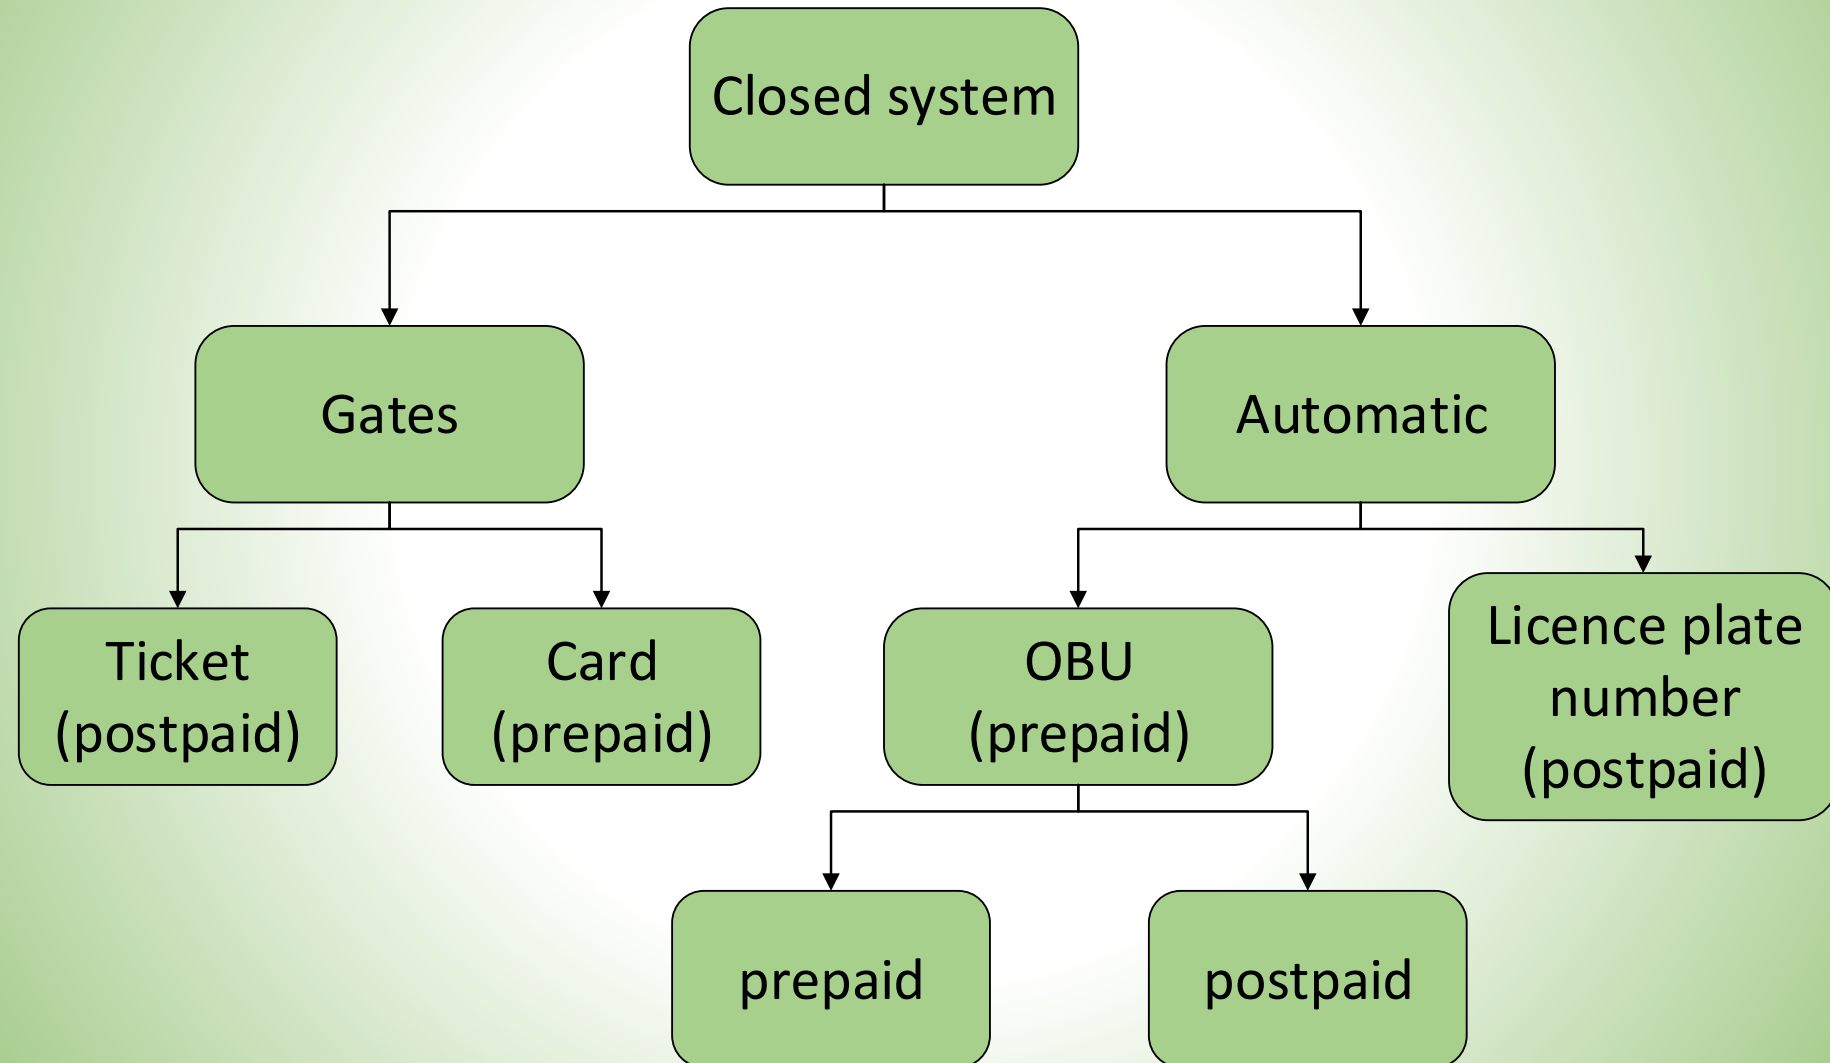 Closed system
Gates
Automatic
Ticket
(postpaid)
Card
(prepaid)
OBU
(prepaid)
Licence plate
number
(postpaid)
prepaid
postpaid